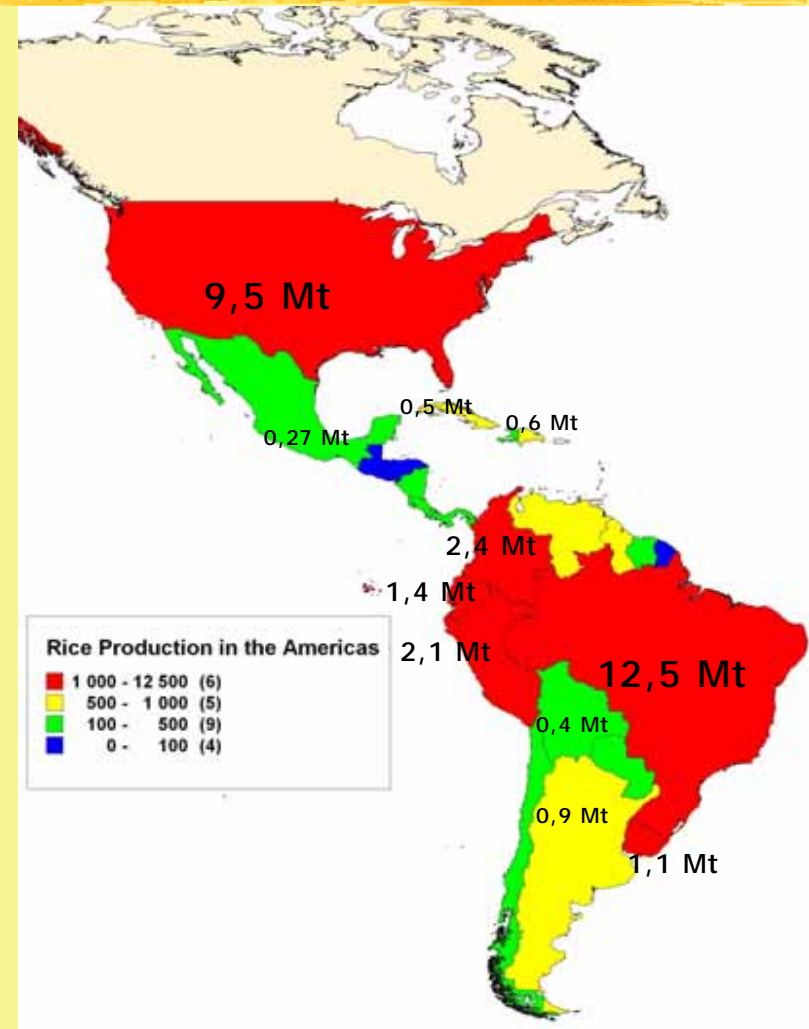 9,5 Mt
0,5 Mt
0,6 Mt
0,27 Mt
2,4 Mt
1,4 Mt
2,1 Mt
12,5 Mt
0,4 Mt
0,9 Mt
1,1 Mt
Rice Production in the Americas
1 000 - 12 500 (6)
500 - 1 000 (5)
100 - 500 (9)
0 - 100 (4)